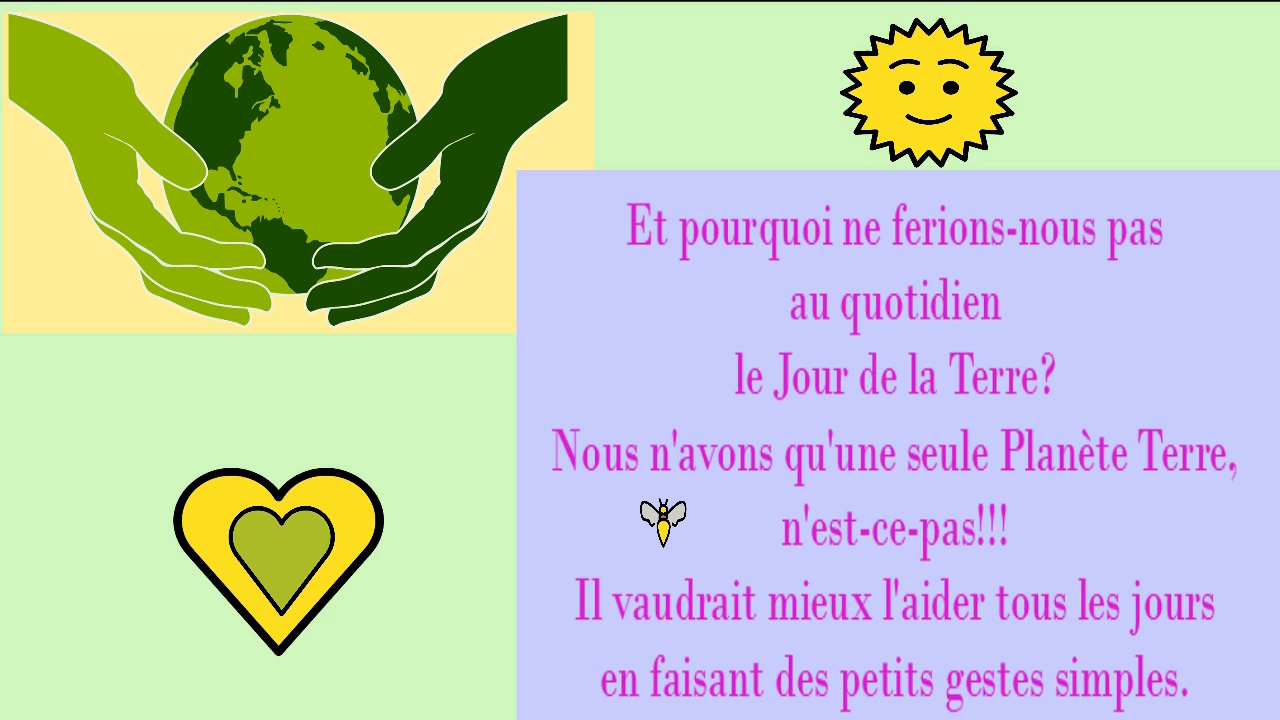 Et pourquoi ne ferions-nous pas
au quotidien
le Jour de la Terre?
Nous n'avons qu'une seule Planète Terre,
n'est-ce-pas!!!
Il vaudrait mieux l'aider tous les jours
en faisant des petits gestes simples.